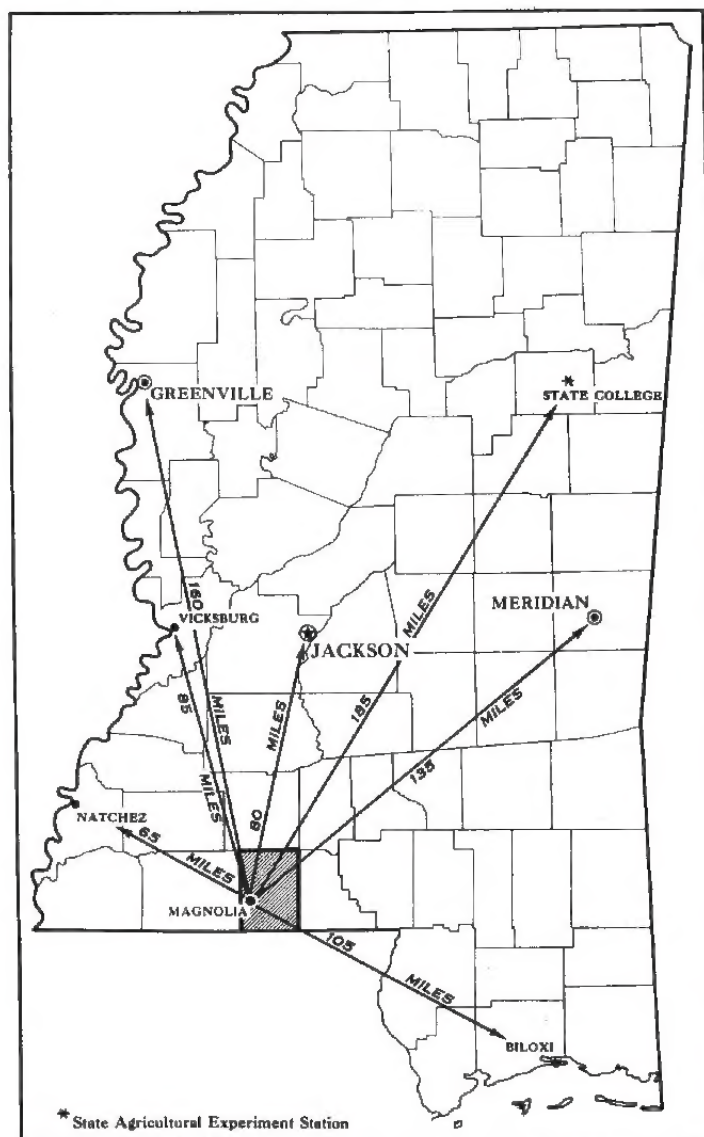 GREENVILLE
*
STATE COLLEGE
160
MILES
VICKSBURG
85
MILES
JACKSON
MILES
80
MILES
185
MERIDIAN
MILES
135
NATCHEZ
65
MILES
MAGNOLIA
105
MILES
BILOXI
* State Agricultural Experiment Station